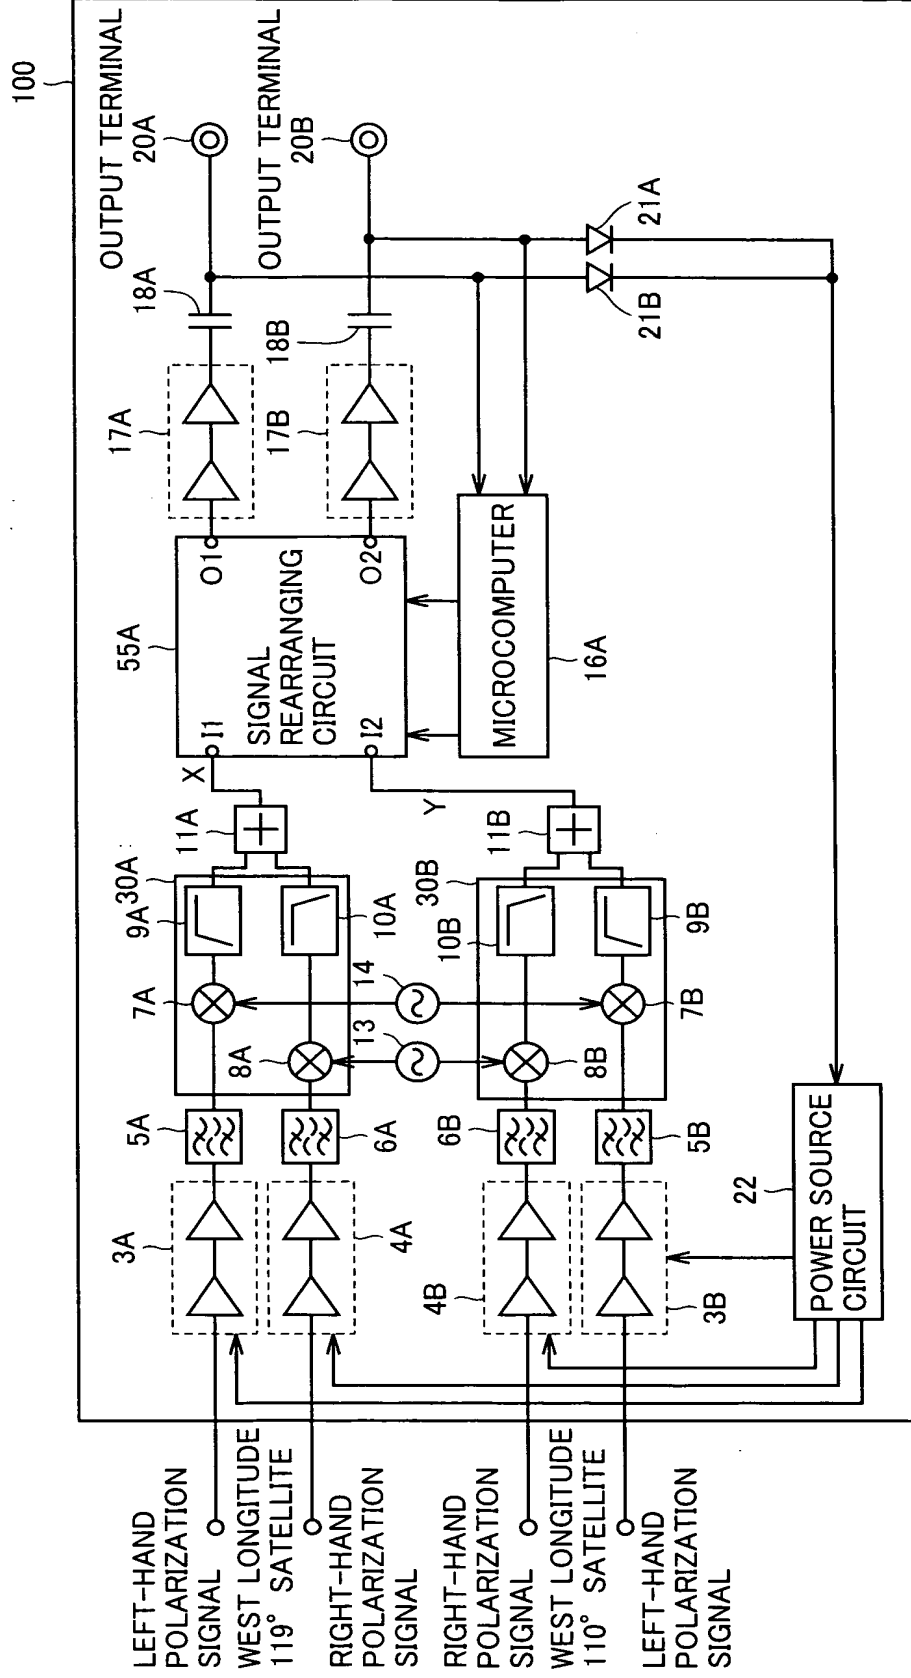 100
OUTPUT TERMINAL
20A
OUTPUT TERMINAL
20B
18A
18B
21A
21B
17A
17B
55A
O1
O2
SIGNAL
REARRANGING
CIRCUIT
I1
I2
MICROCOMPUTER
16A
X
Y
11A
11B
30A
30B
9A
10A
10B
9B
7A
14
7B
8A
13
8B
5A
6A
6B
5B
3A
4A
4B
3B
22
POWER SOURCE
CIRCUIT
LEFT-HAND
POLARIZATION
SIGNAL
WEST LONGITUDE
119° SATELLITE
RIGHT-HAND
POLARIZATION
SIGNAL
RIGHT-HAND
POLARIZATION
SIGNAL
WEST LONGITUDE
110° SATELLITE
LEFT-HAND
POLARIZATION
SIGNAL